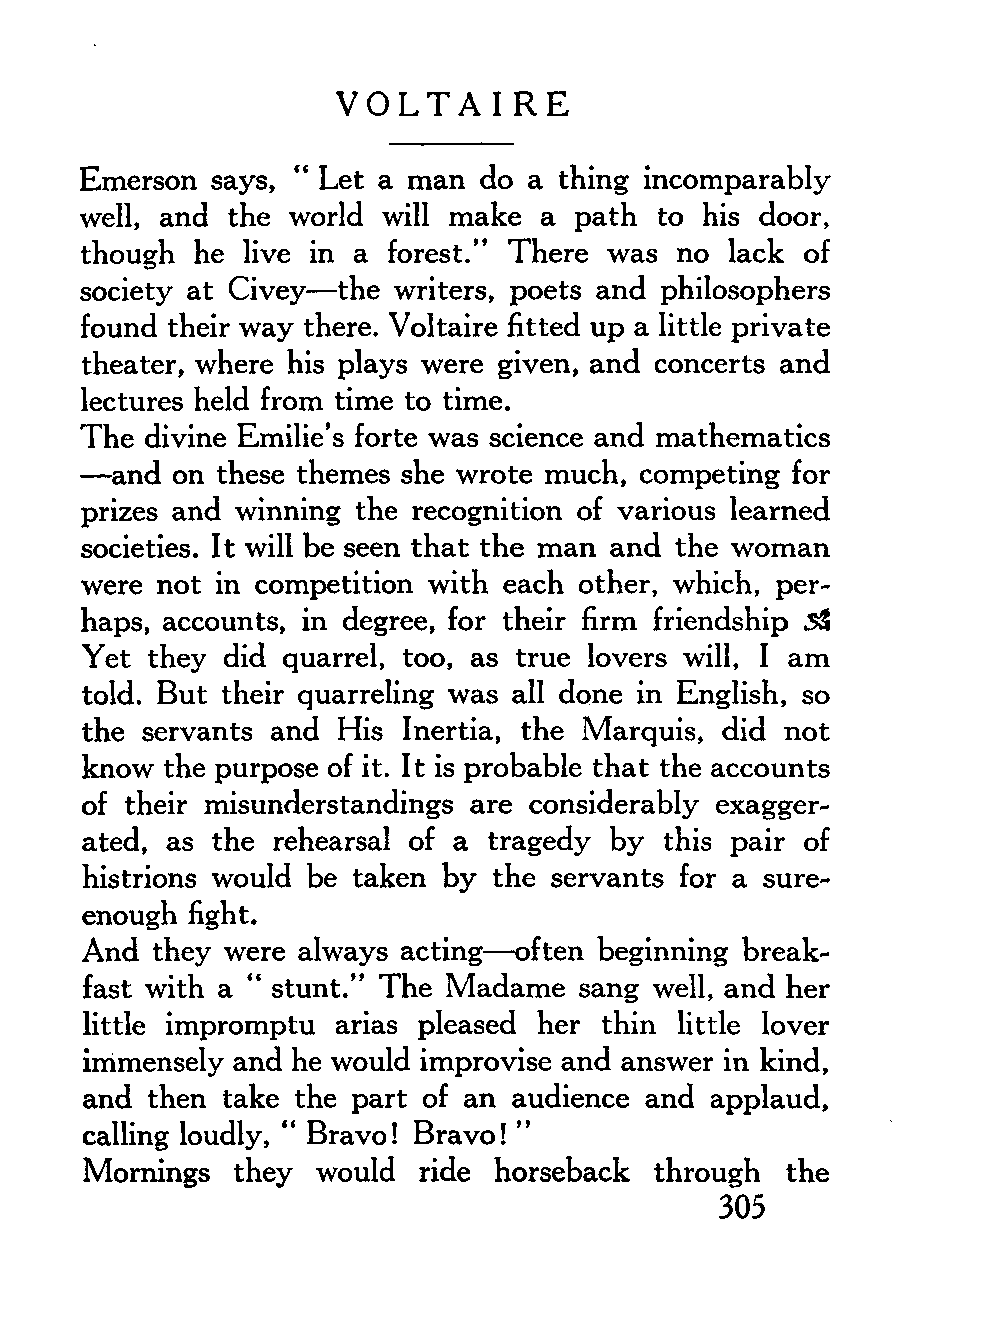 VOLTAIRE
Emerson says, “ Let a man do a thing incomparably
well, and the world will make a path to his door,
though he live in a forest.” There was no lack of
society at Civey—the writers, poets and philosophers
found their way there. Voltaire fitted up a little private
theater, where his plays were given, and concerts and
lectures held from time to time.
The divine Emilie's forte was science and mathematics
—and on these themes she wrote much, competing for
prizes and winning the recognition of various learned
societies. It will be seen that the man and the woman
were not in competition with each other, which, per-
haps, accounts, in degree, for their firm friendship
Yet they did quarrel, too, as true lovers will, I am
told. But their quarreling was all done in English, so
the servants and His Inertia, the Marquis, did not
know the purpose of it. It is probable that the accounts
of their misunderstandings are considerably exagger-
ated, as the rehearsal of a tragedy by this pair of
histrions would be taken by the servants for a sure-
enough fight.
And they were always acting—often beginning break-
fast with a “ stunt.” The Madame sang well, and her
little impromptu arias pleased her thin little lover
immensely and he would improvise and answer in kind,
and then take the part of an audience and applaud,
calling loudly, “ Bravo! Bravo! ”
Mornings they would ride horseback through the
305